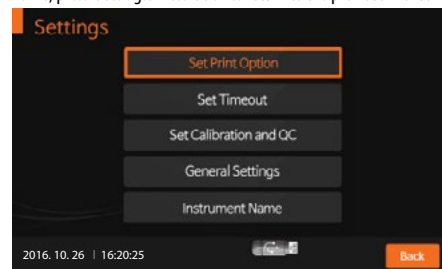 Settings
Set Print Option
Set Timeout
Set Calibration and QC
General Settings
Instrument Name
2016. 10. 26 | 16:20:25
Back